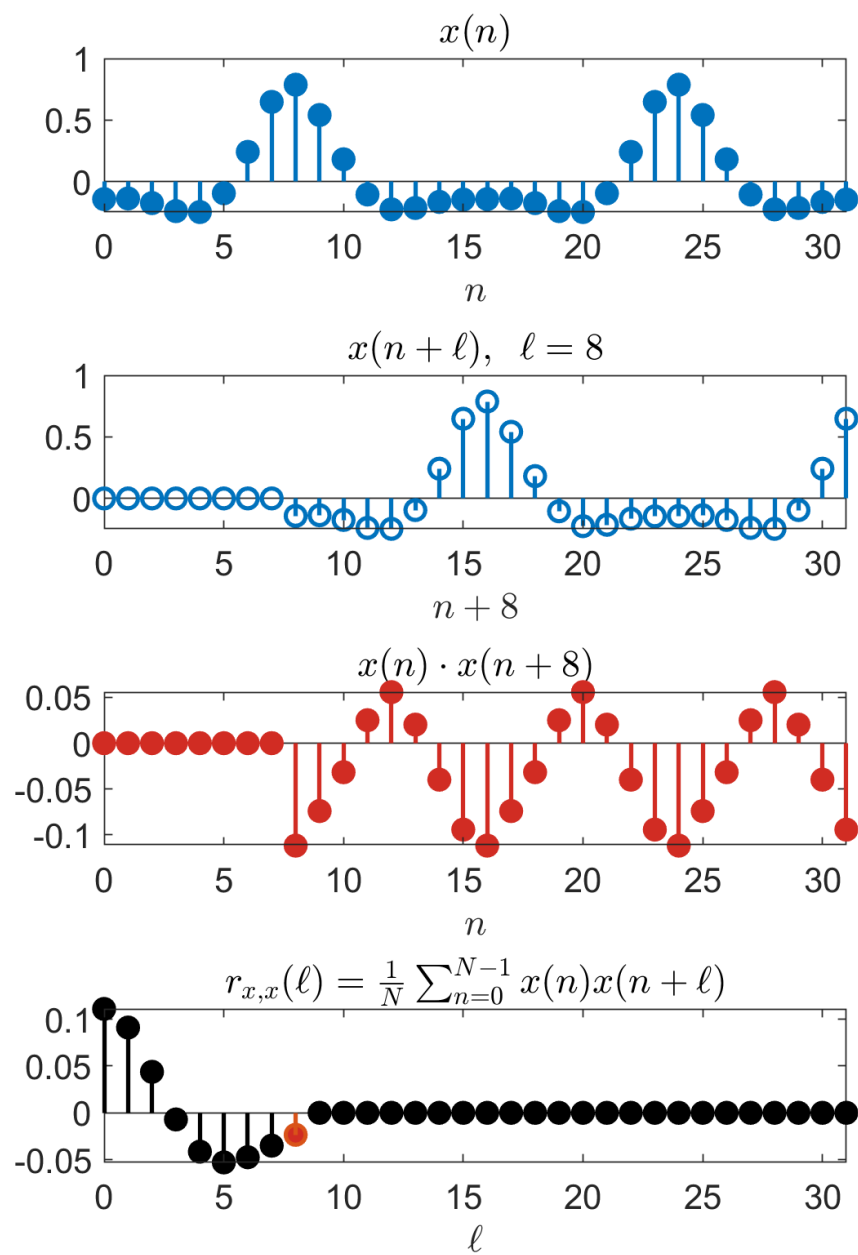 x(n)
1
0.5
0
0 5 10 15 20 25 30
n
x(n + ℓ), ℓ = 8
1
0.5
0
0 5 10 15 20 25 30
n + 8
x(n) · x(n + 8)
0.05
0
-0.05
-0.1
0 5 10 15 20 25 30
n
r_{x,x}(ℓ) = \frac{1}{N} \sum_{n=0}^{N-1} x(n)x(n + ℓ)
0.1
0.05
0
-0.05
0 5 10 15 20 25 30
ℓ